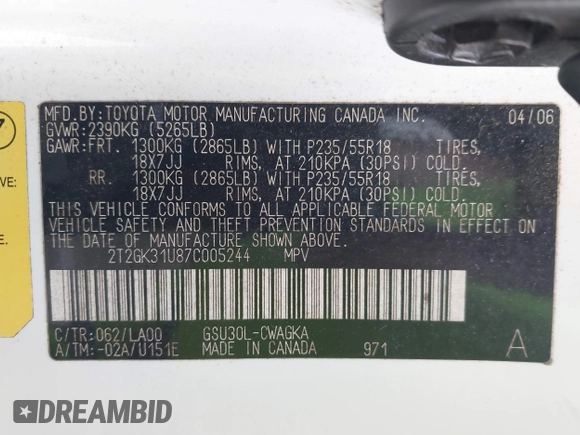 MFD.BY:TOYOTA MOTOR MANUFACTURING CANADA INC. 04/06
GVWR:2390KG (5265LB)
GAWR:FRT. 1300KG (2865LB) WITH P235/55R18 TIRES,
18X7JJ RIMS, AT 210KPA (30PSI) COLD.
RR. 1300KG (2865LB) WITH P235/55R18 TIRES,
18X7JJ RIMS, AT 210KPA (30PSI) COLD.
THIS VEHICLE CONFORMS TO ALL APPLICABLE FEDERAL MOTOR
VEHICLE SAFETY AND THEFT PREVENTION STANDARDS IN EFFECT ON
THE DATE OF MANUFACTURE SHOWN ABOVE.
2T2GK31U87C005244 MPV
C/TR:062/LA00 GSU30L-CWAGKA
A/TM:-02A/U151E MADE IN CANADA 971 A
7
VE:
DREAMBID